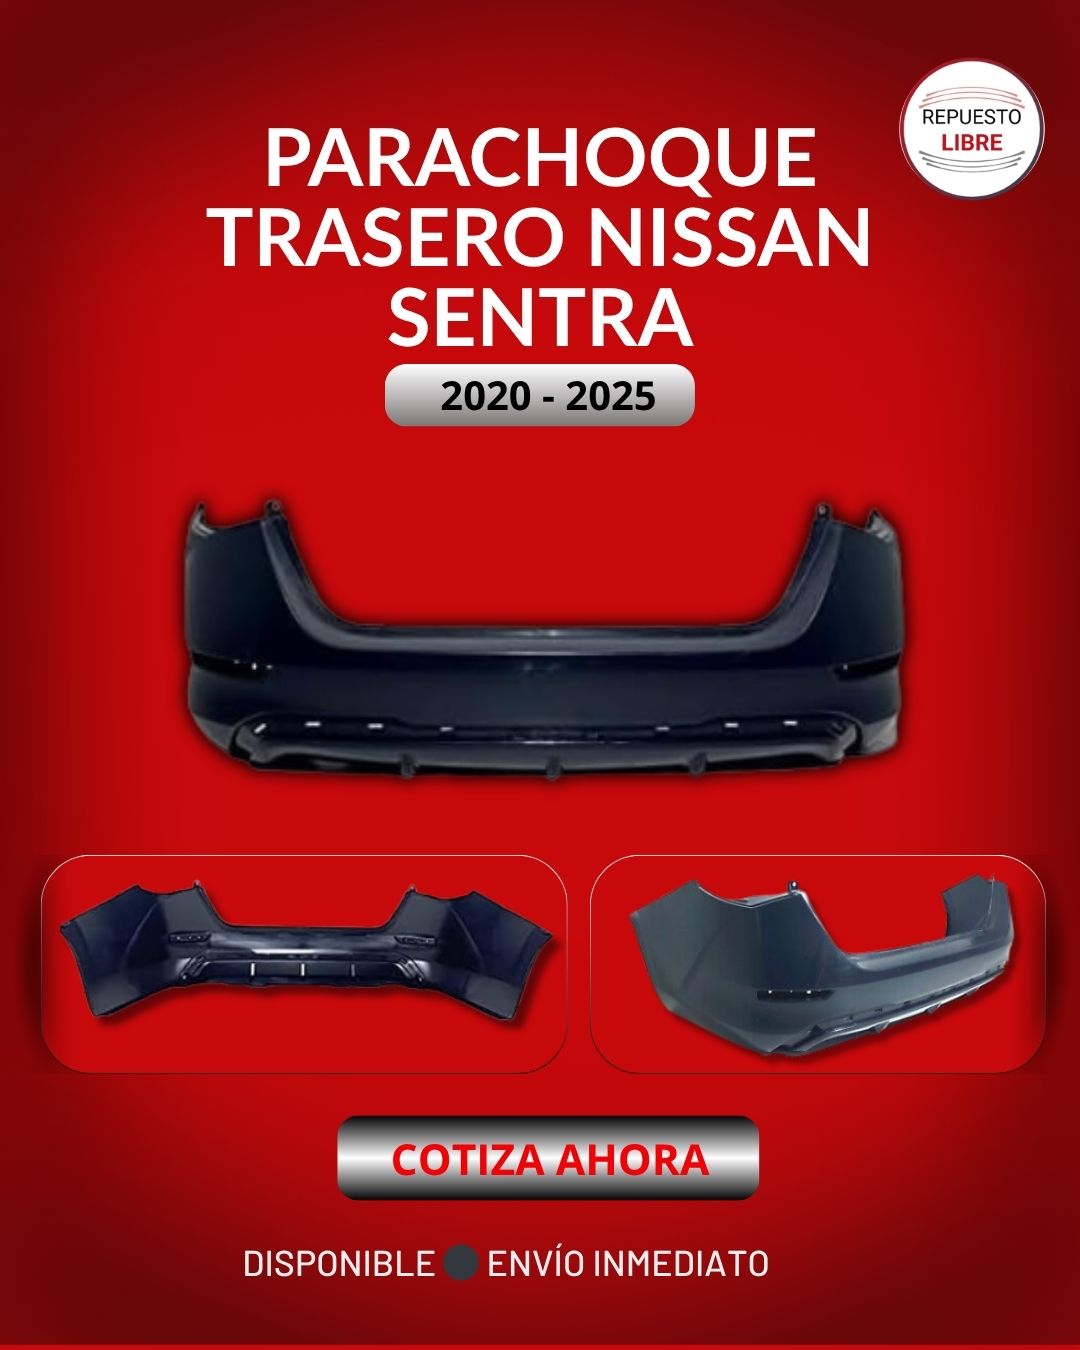 REPUESTO
LIBRE
PARACHOQUE
TRASERO NISSAN
SENTRA
2020 - 2025
COTIZA AHORA
DISPONIBLE ENVÍO INMEDIATO